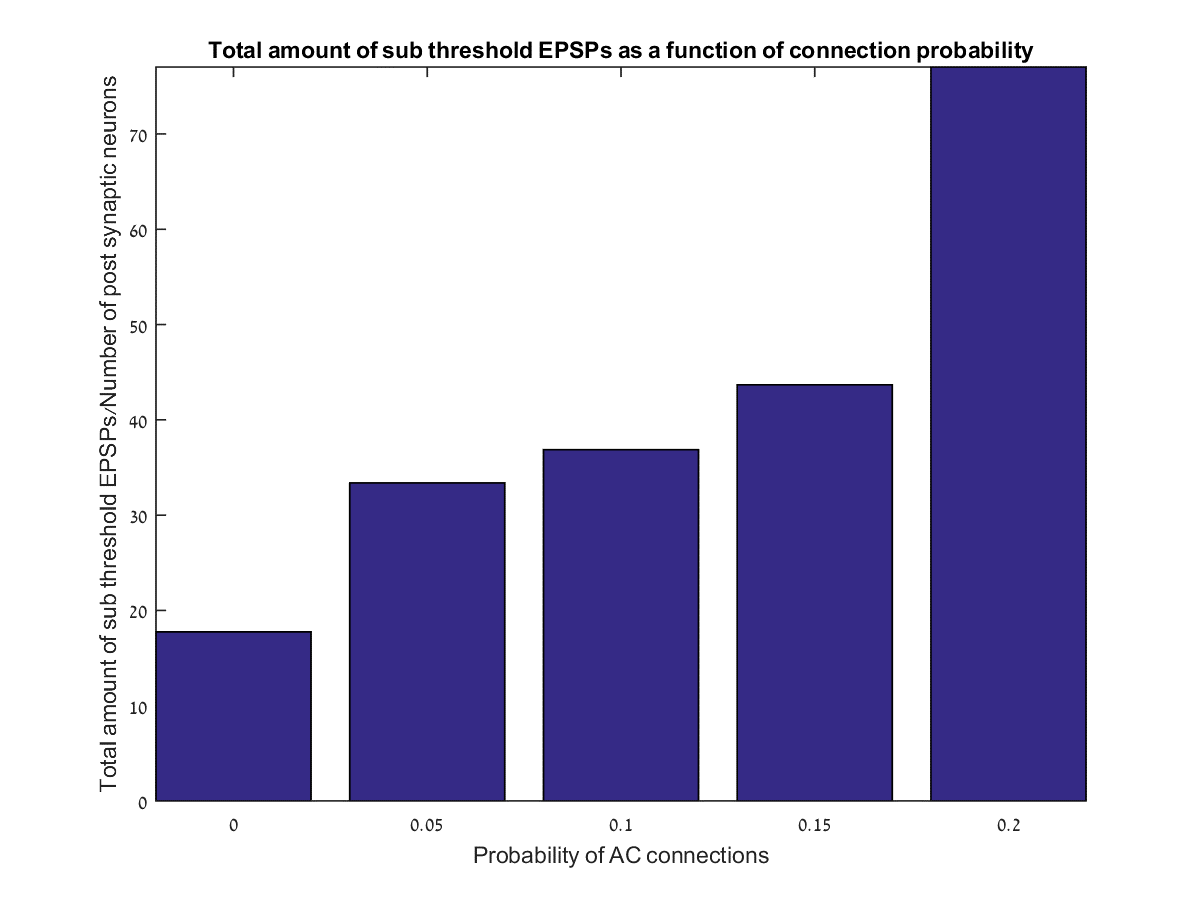 Total amount of sub threshold EPSPs as a function of connection probability
Total amount of sub threshold EPSPs/Number of post synaptic neurons
70
60
50
40
30
20
10
0
0 0.05 0.1 0.15 0.2
Probability of AC connections